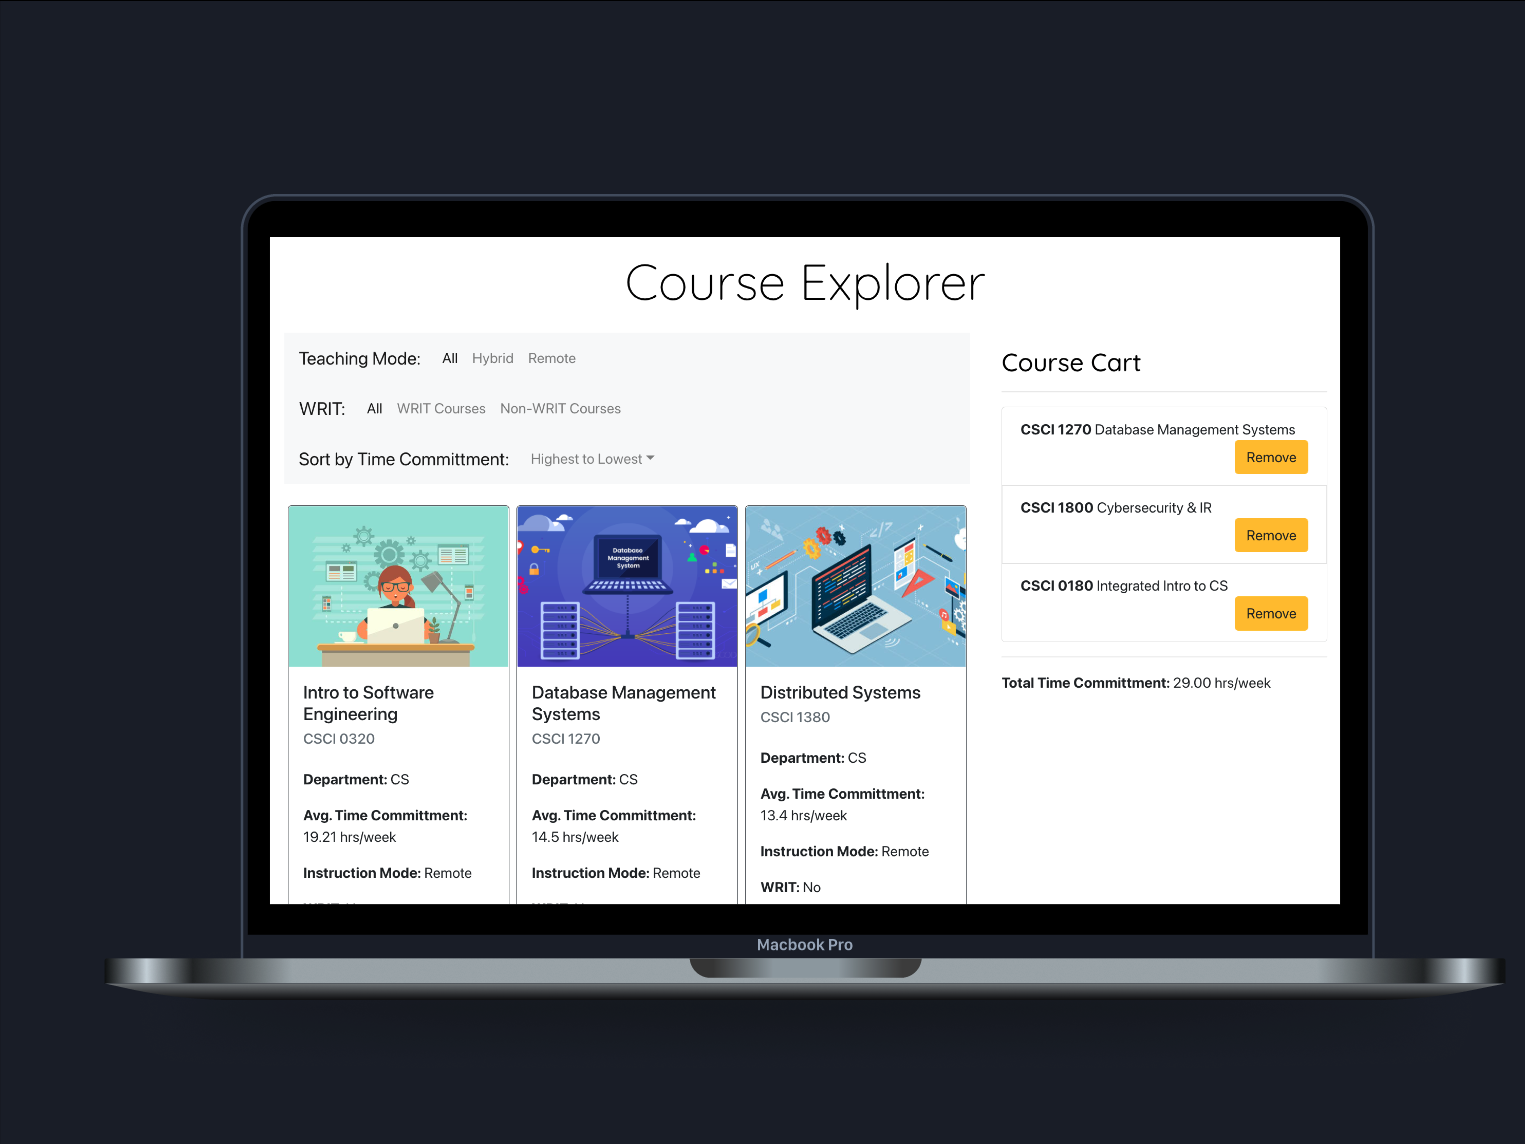 Course Explorer
Teaching Mode: All Hybrid Remote
WRIT: All WRIT Courses Non-WRIT Courses
Sort by Time Committment: Highest to Lowest
Database
Management
System
Intro to Software
Engineering
CSCI 0320
Department: CS
Avg. Time Committment:
19.21 hrs/week
Instruction Mode: Remote
Database Management
Systems
CSCI 1270
Department: CS
Avg. Time Committment:
14.5 hrs/week
Instruction Mode: Remote
</>
UX
Distributed Systems
CSCI 1380
Department: CS
Avg. Time Committment:
13.4 hrs/week
Instruction Mode: Remote
WRIT: No
Course Cart
CSCI 1270 Database Management Systems
Remove
CSCI 1800 Cybersecurity & IR
Remove
CSCI 0180 Integrated Intro to CS
Remove
Total Time Committment: 29.00 hrs/week
Macbook Pro